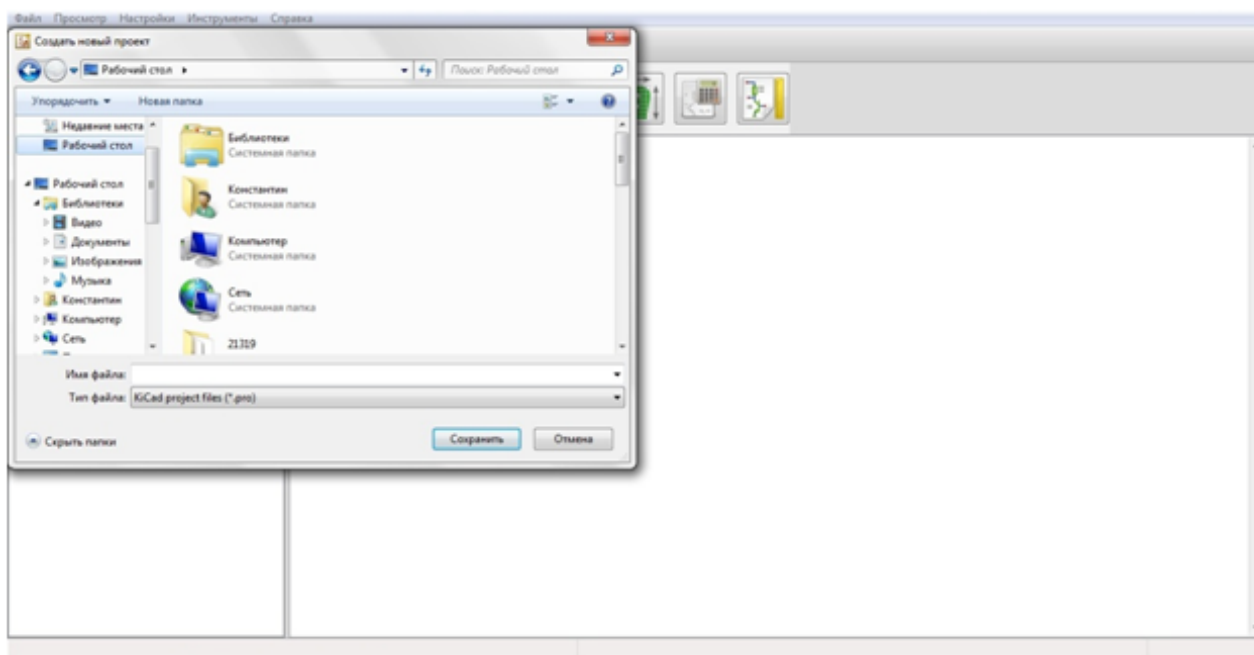 Файл Просмотр Настройки Инструменты Справка
Создать новый проект
Рабочий стол
Поиск: Рабочий стол
Упорядочить Новая папка
Недавние места
Рабочий стол
Рабочий стол
Библиотеки
Видео
Документы
Изображения
Музыка
Константин
Компьютер
Сеть
Библиотеки
Системная папка
Константин
Системная папка
Компьютер
Системная папка
Сеть
Системная папка
21319
Имя файла:
Тип файла: KiCad project files (*.pro)
Скрыть папки
Сохранить Отмена